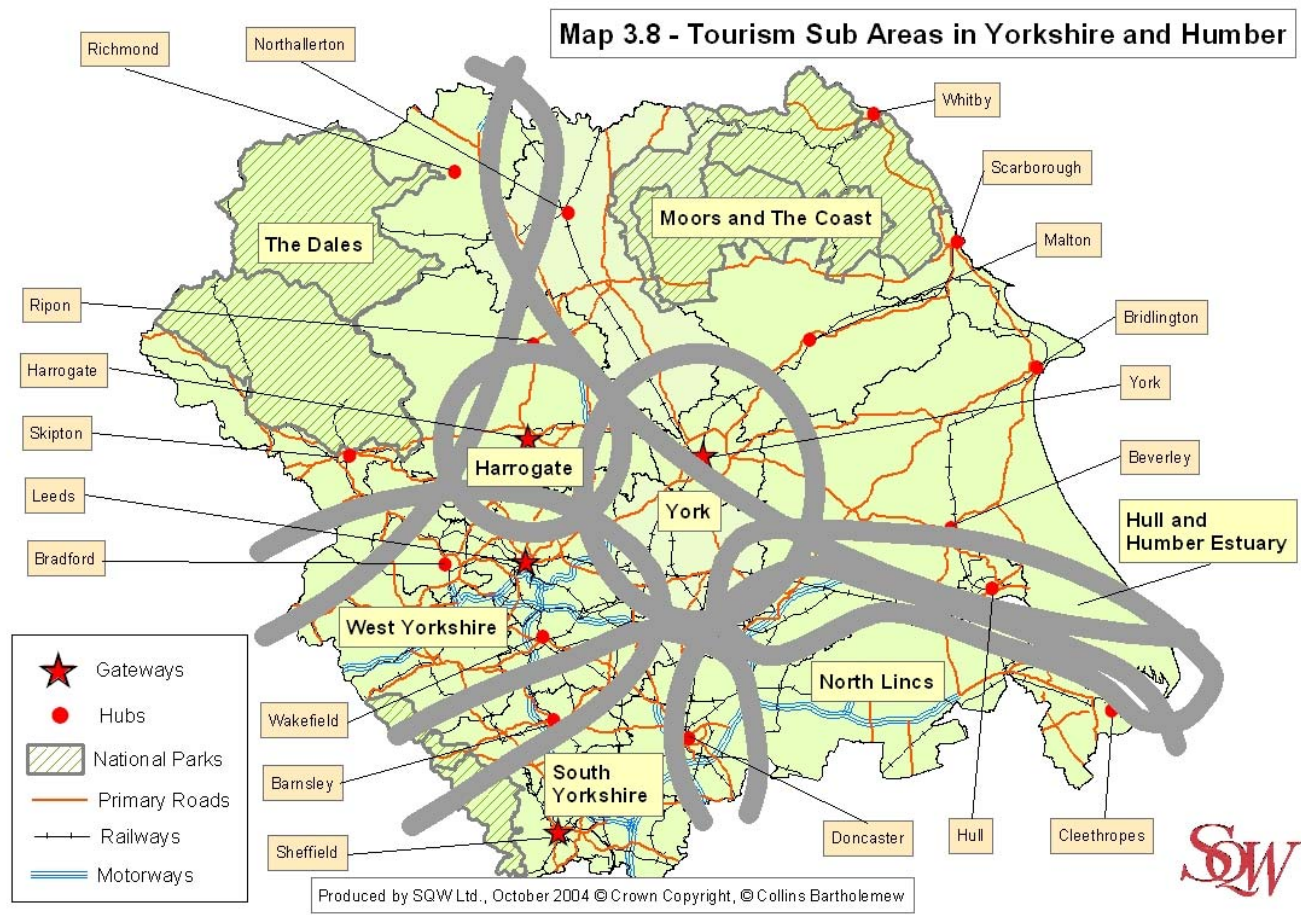 Map 3.8 - Tourism Sub Areas in Yorkshire and Humber
Richmond
Northallerton
Whitby
Scarborough
Moors and The Coast
The Dales
Malton
Ripon
Bridlington
Harrogate
York
Skipton
Harrogate
Beverley
Leeds
York
Hull and
Humber Estuary
Bradford
West Yorkshire
Gateways
North Lincs
Hubs
Wakefield
National Parks
Barnsley
South
Yorkshire
Primary Roads
Railways
Doncaster
Hull
Cleethropes
Sheffield
Motorways
SQW
Produced by SQW Ltd., October 2004 © Crown Copyright, © Collins Bartholemew